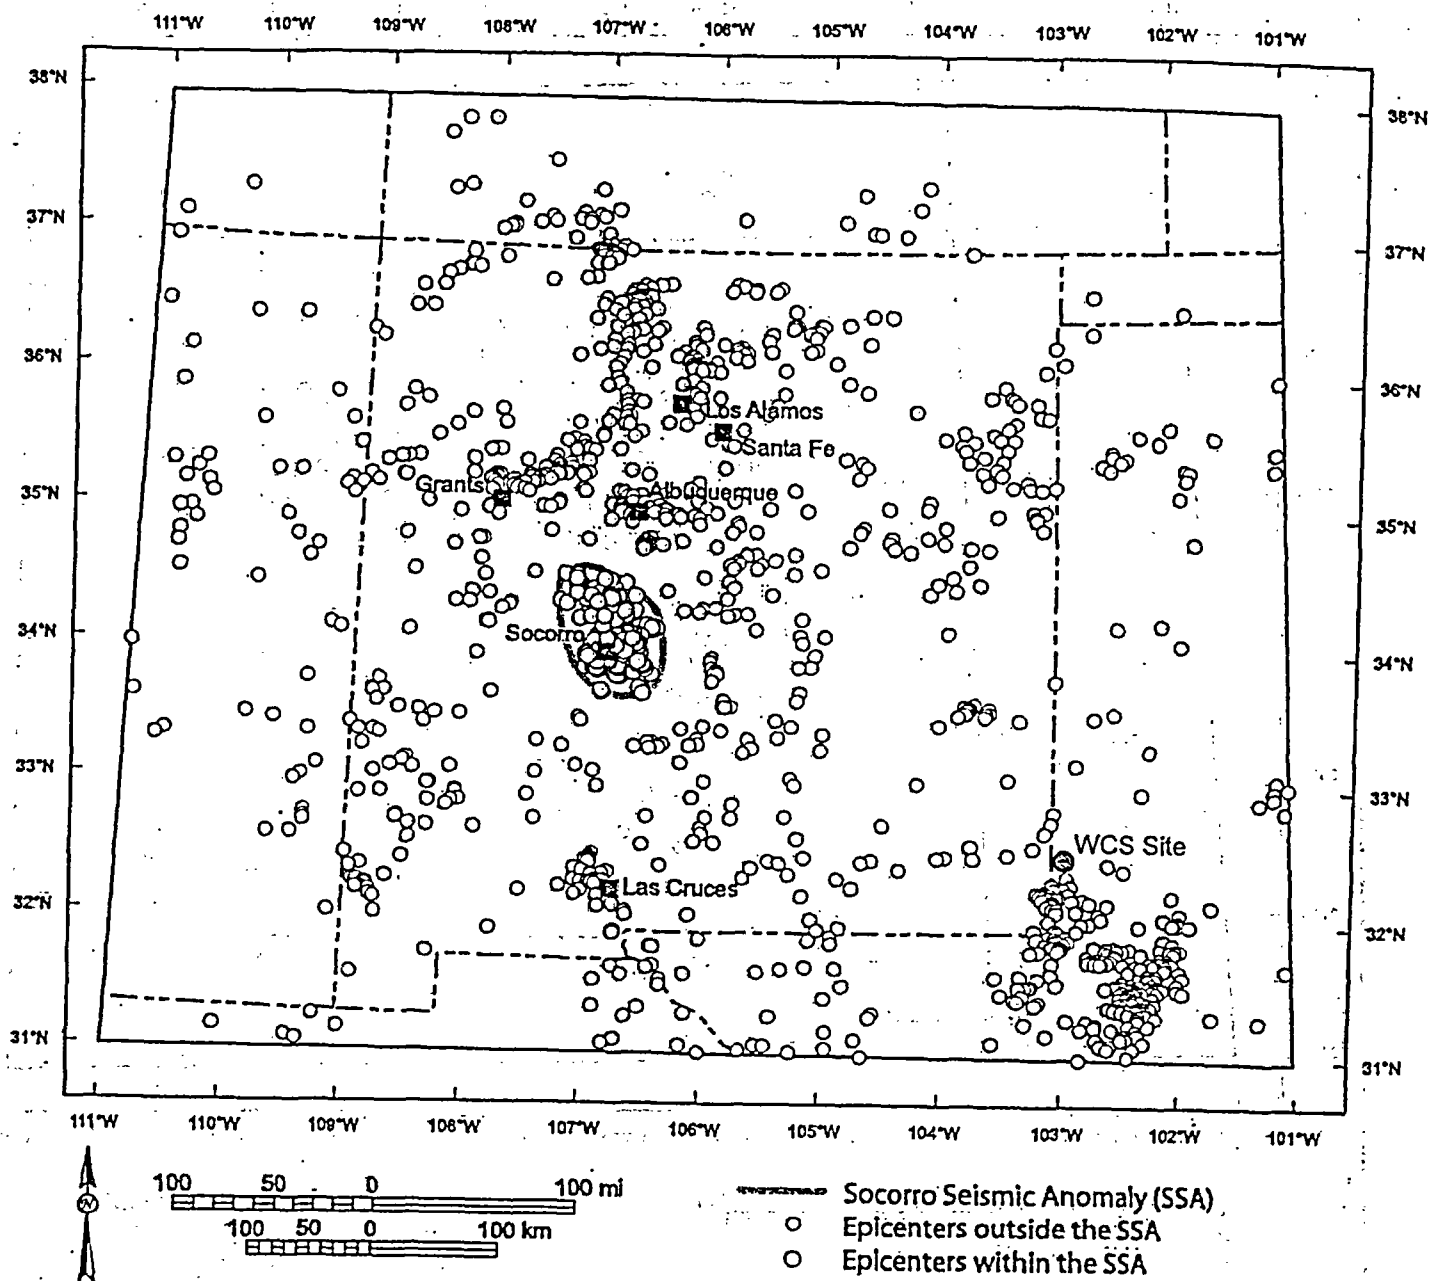 111°W 110°W 109°W 108°W 107°W 106°W 105°W 104°W 103°W 102°W 101°W
38°N
38°N
37°N
37°N
36°N
36°N
Los Alamos
Santa Fe
Grants
Albuquerque
35°N
35°N
34°N
Socorro
34°N
33°N
33°N
WCS Site
Las Cruces
32°N
32°N
31°N
31°N
111°W 110°W 109°W 108°W 107°W 106°W 105°W 104°W 103°W 102°W 101°W
100 50 0 100 mi
100 50 0 100 km
Socorro Seismic Anomaly (SSA)
Epicenters outside the SSA
Epicenters within the SSA